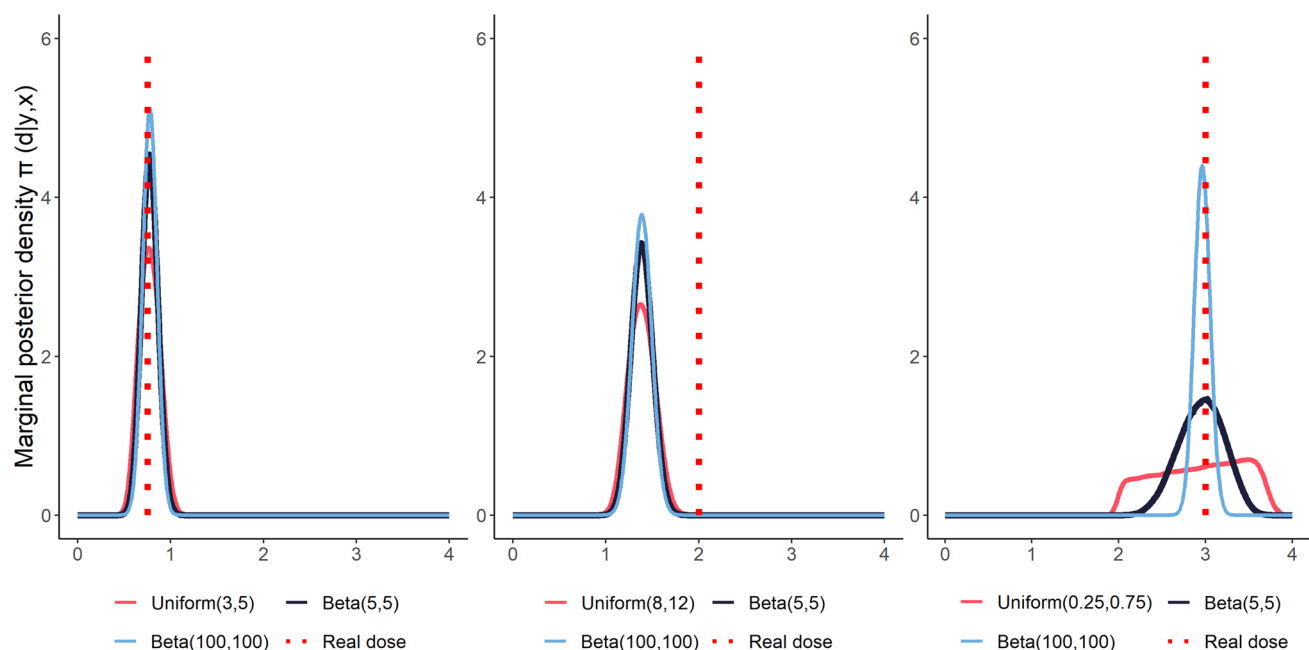 Marginal posterior density π (d|y,x)
6
4
2
0
0 1 2 3 4
Uniform(3,5) Beta(5,5)
Beta(100,100) Real dose
6
4
2
0
0 1 2 3 4
Uniform(8,12) Beta(5,5)
Beta(100,100) Real dose
6
4
2
0
0 1 2 3 4
Uniform(0.25,0.75) Beta(5,5)
Beta(100,100) Real dose